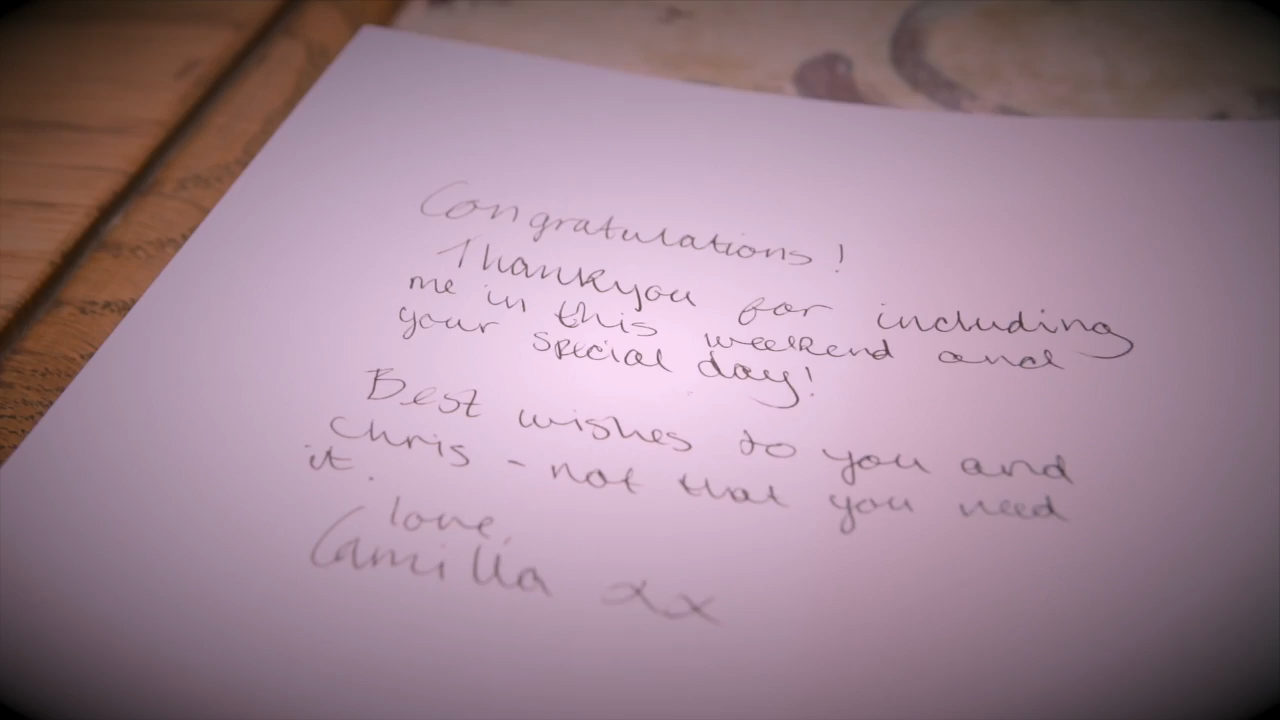 Congratulations!
Thankyou for including
me in this weekend and
your special day!
Best wishes to you and
Chris - not that you need
it.
love,
Camilla xx